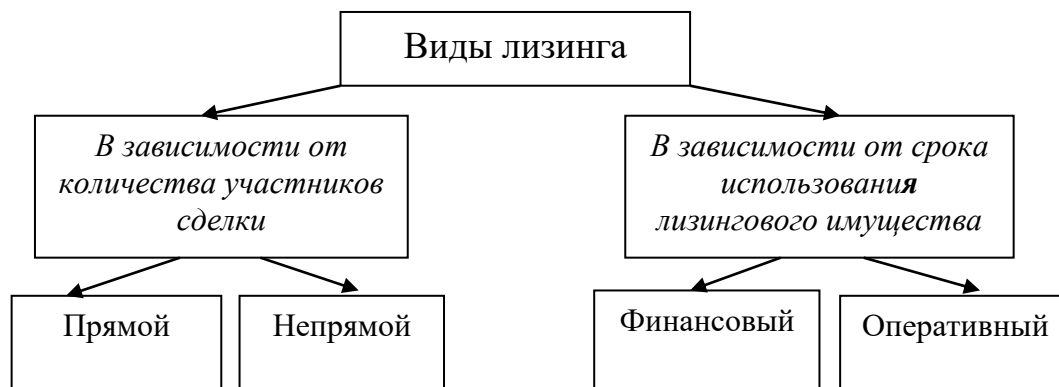 Виды лизинга
В зависимости от
количества участников
сделки
В зависимости от срока
использования
лизингового имущества
Прямой
Непрямой
Финансовый
Оперативный